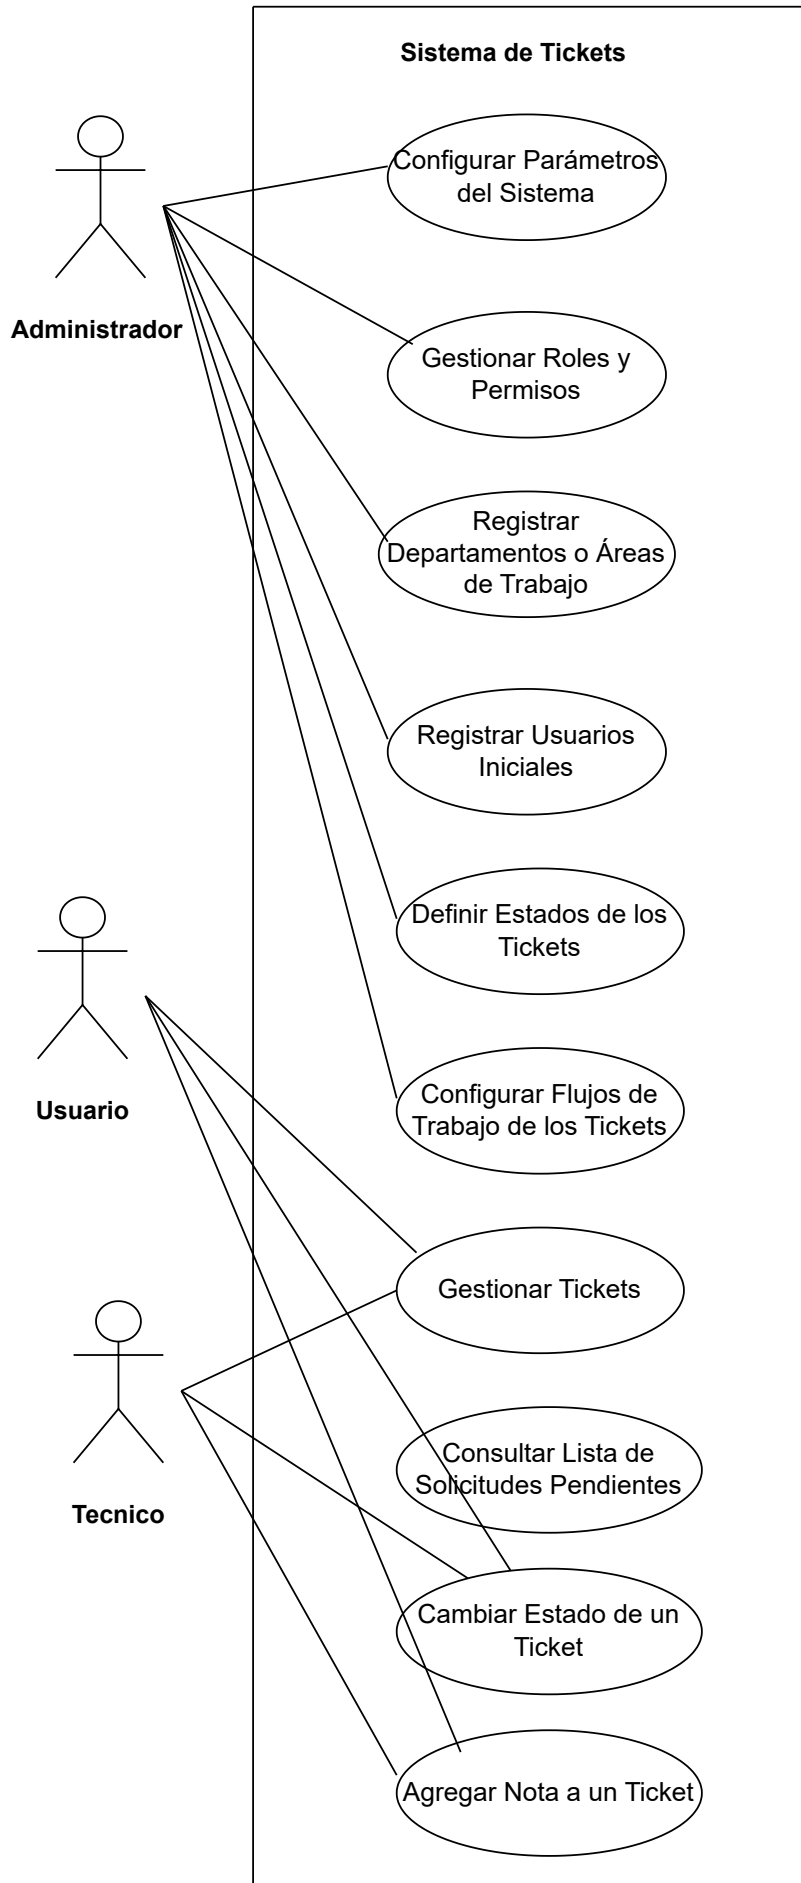 Sistema de Tickets
Configurar Parámetros
del Sistema
Administrador
Gestionar Roles y
Permisos
Registrar
Departamentos o Áreas
de Trabajo
Registrar Usuarios
Iniciales
Definir Estados de los
Tickets
Configurar Flujos de
Trabajo de los Tickets
Usuario
Gestionar Tickets
Consultar Lista de
Solicitudes Pendientes
Tecnico
Cambiar Estado de un
Ticket
Agregar Nota a un Ticket